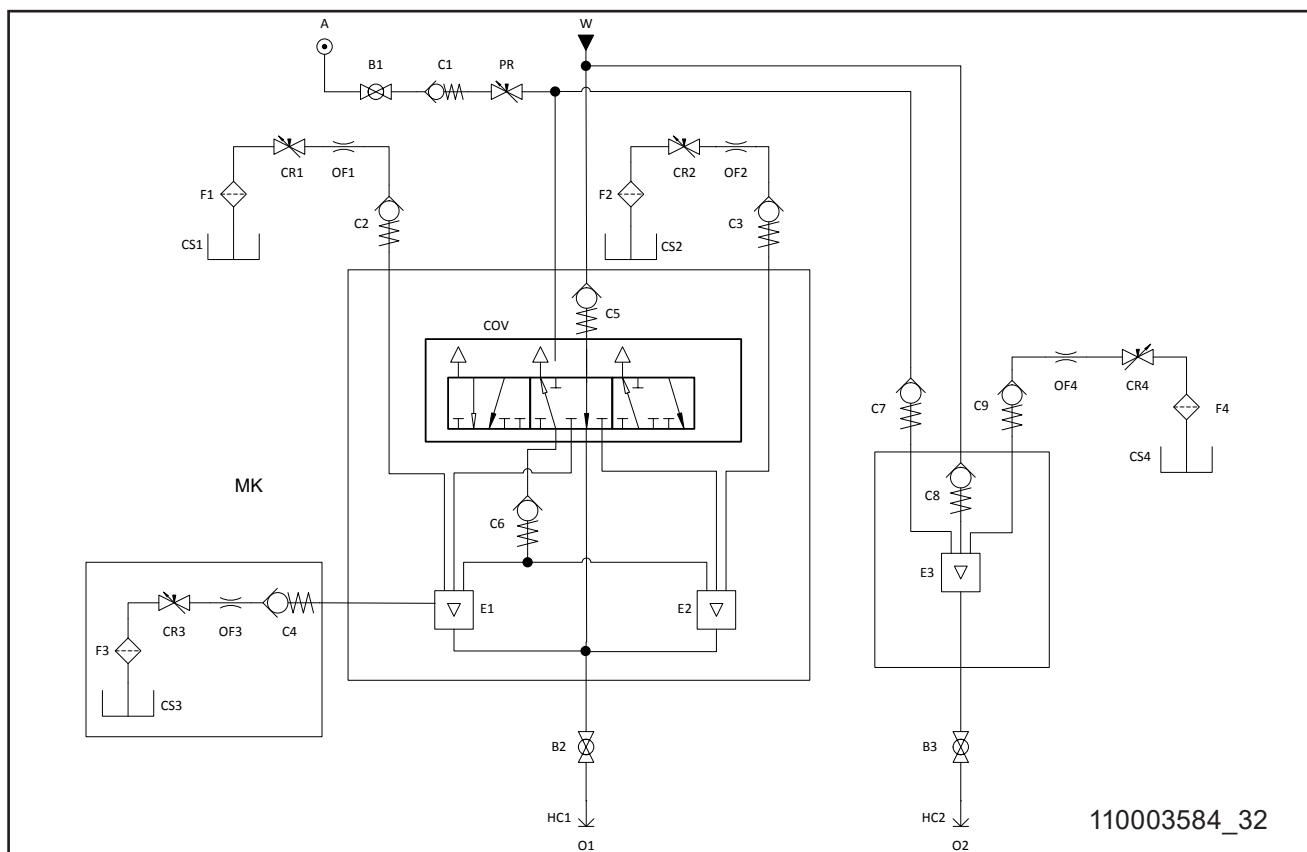 A
W
B1
C1
PR
CR1
OF1
CR2
OF2
F1
C2
F2
C3
CS1
CS2
C5
COV
OF4
CR4
C7
C9
F4
CS4
MK
C8
C6
E3
E1
E2
CR3
OF3
C4
F3
CS3
B2
B3
HC1
HC2
110003584_32
O1
O2